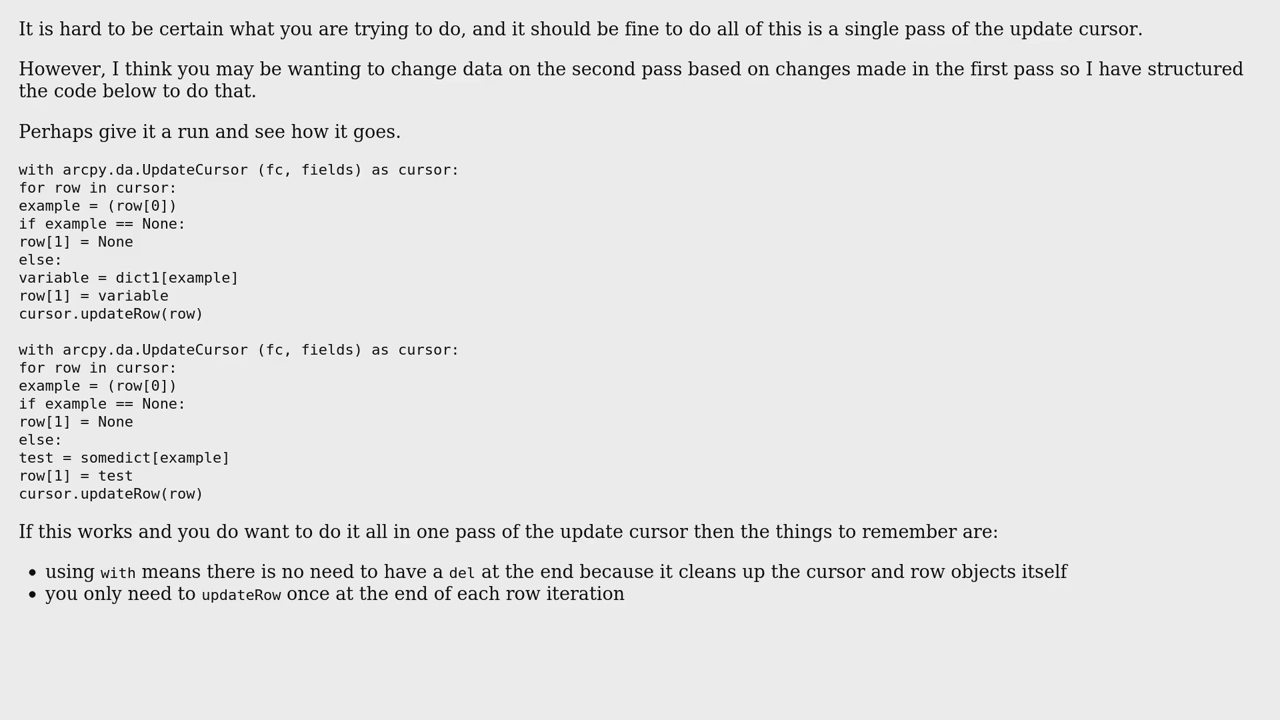 It is hard to be certain what you are trying to do, and it should be fine to do all of this is a single pass of the update cursor.
However, I think you may be wanting to change data on the second pass based on changes made in the first pass so I have structured
the code below to do that.
Perhaps give it a run and see how it goes.
with arcpy.da.UpdateCursor (fc, fields) as cursor:
for row in cursor:
example = (row[0])
if example == None:
row[1] = None
else:
variable = dict1[example]
row[1] = variable
cursor.updateRow(row)
with arcpy.da.UpdateCursor (fc, fields) as cursor:
for row in cursor:
example = (row[0])
if example == None:
row[1] = None
else:
test = somedict[example]
row[1] = test
cursor.updateRow(row)
If this works and you do want to do it all in one pass of the update cursor then the things to remember are:
• using with means there is no need to have a del at the end because it cleans up the cursor and row objects itself
• you only need to updateRow once at the end of each row iteration